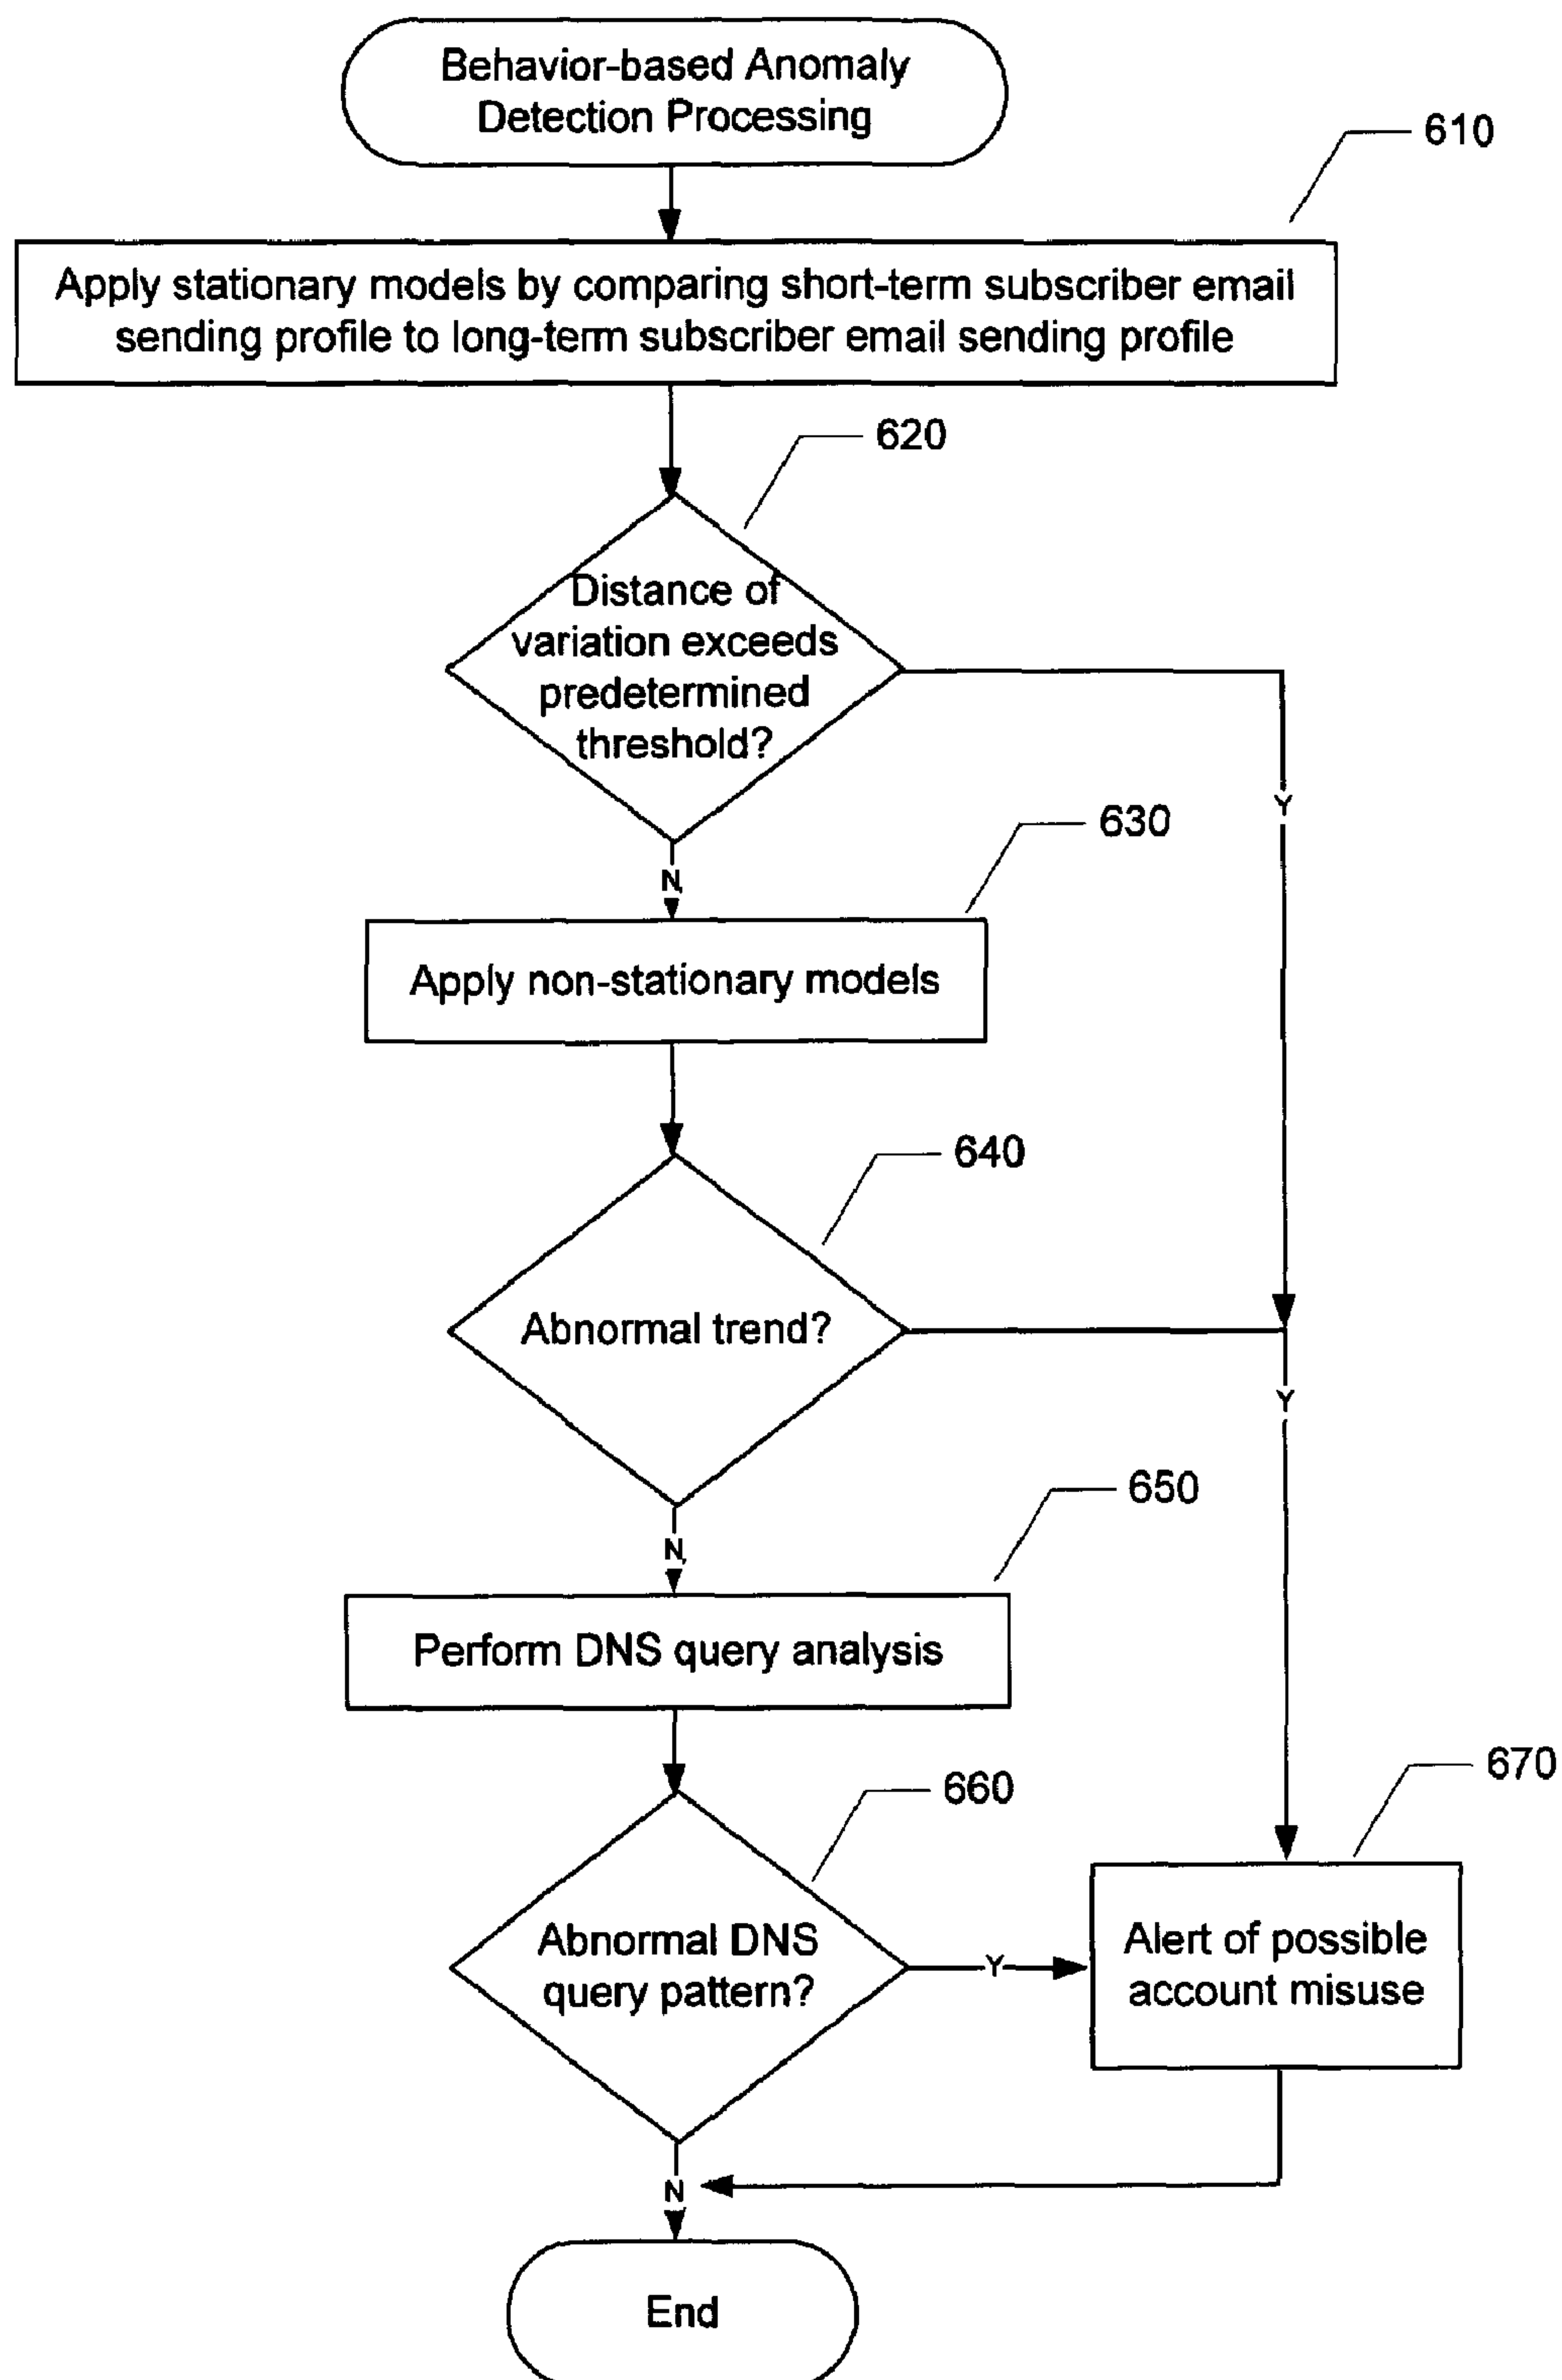 Behavior-based Anomaly
Detection Processing
610
Apply stationary models by comparing short-term subscriber email
sending profile to long-term subscriber email sending profile
620
Distance of
variation exceeds
predetermined
threshold?
Y
630
N
Apply non-stationary models
640
Abnormal trend?
Y
650
N
Perform DNS query analysis
670
660
Abnormal DNS
query pattern?
Y
Alert of possible
account misuse
N
End